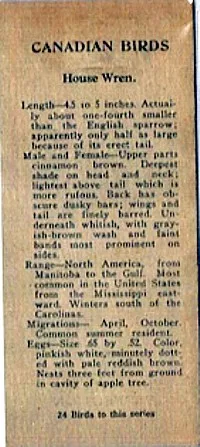 CANADIAN BIRDS
House Wren.
Length—4.5 to 5 inches. Actual-
ly about one-fourth smaller
than the English sparrow;
apparently only half as large
because of its erect tail.
Male and Female—Upper parts
cinnamon brown. Deepest
shade on head and neck;
lightest above tail which is
more rufous. Back has ob-
scure dusky bars; wings and
tail are finely barred. Un-
derneath whitish, with gray-
ish-brown wash and faint
bands most prominent on
sides.
Range—North America, from
Manitoba to the Gulf. Most
common in the United States
from the Mississippi east-
ward. Winters south of the
Carolinas.
Migrations— April, October.
Common summer resident.
Eggs—Size .65 by .52. Color,
pinkish white, minutely dott-
ed with pale reddish brown.
Nests three feet from ground
in cavity of apple tree.
24 Birds to this series